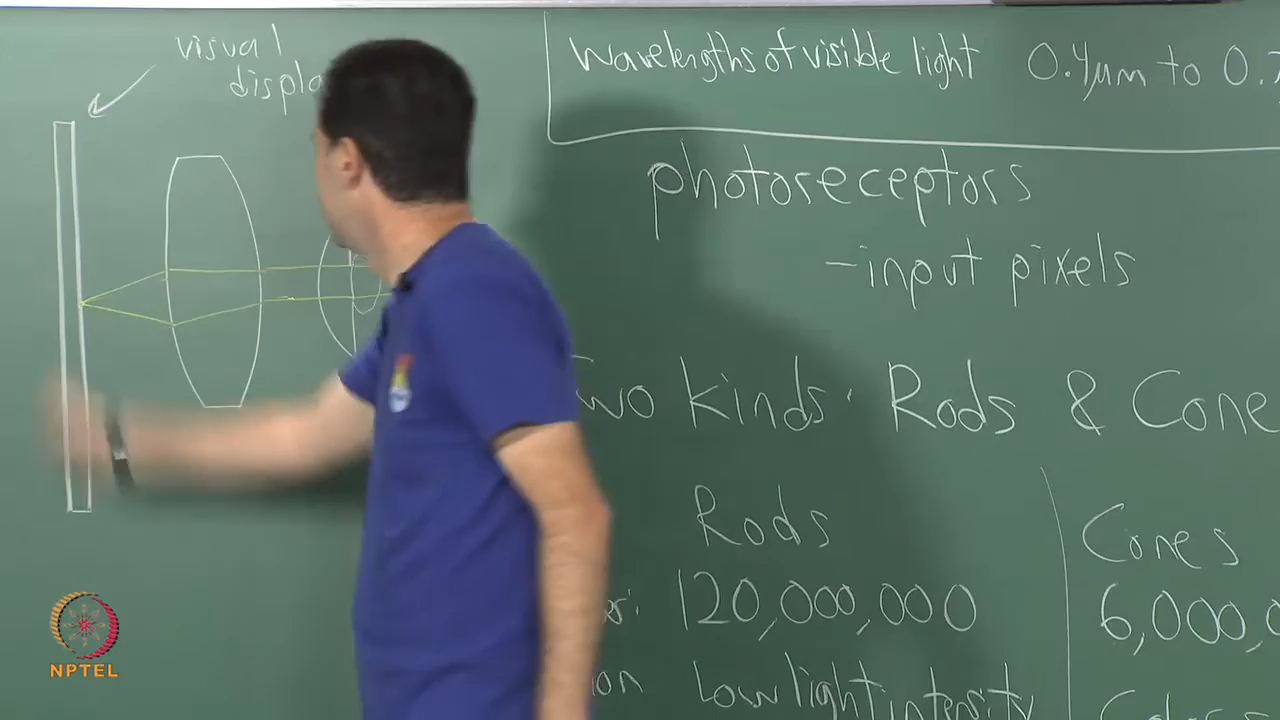 visual
Wavelengths of visible light 0.4μm to
photoreceptors
-input pixels
Two kinds: Rods & Cone
Rods
Cones
120,000,000
6,000,0
Low light intensity
NPTEL